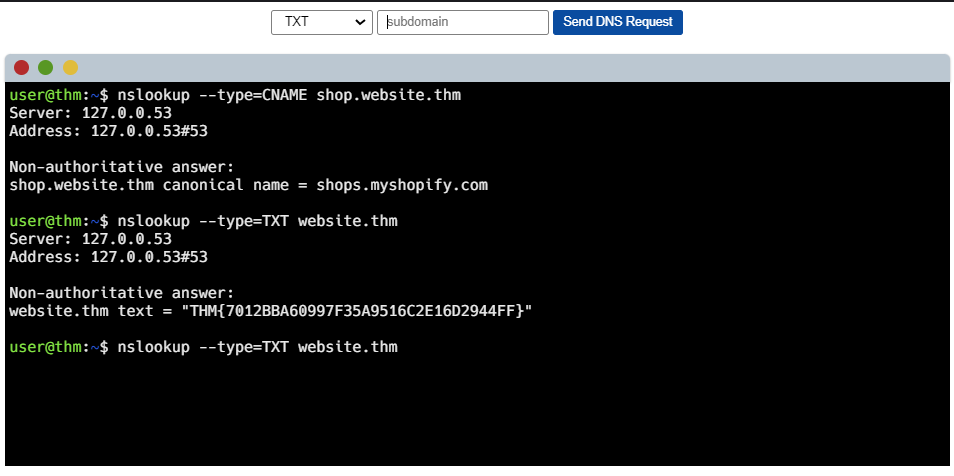 TXT subdomain Send DNS Request
user@thm:~$ nslookup --type=CNAME shop.website.thm
Server: 127.0.0.53
Address: 127.0.0.53#53
Non-authoritative answer:
shop.website.thm canonical name = shops.myshopify.com
user@thm:~$ nslookup --type=TXT website.thm
Server: 127.0.0.53
Address: 127.0.0.53#53
Non-authoritative answer:
website.thm text = "THM{7012BBA60997F35A9516C2E16D2944FF}"
user@thm:~$ nslookup --type=TXT website.thm